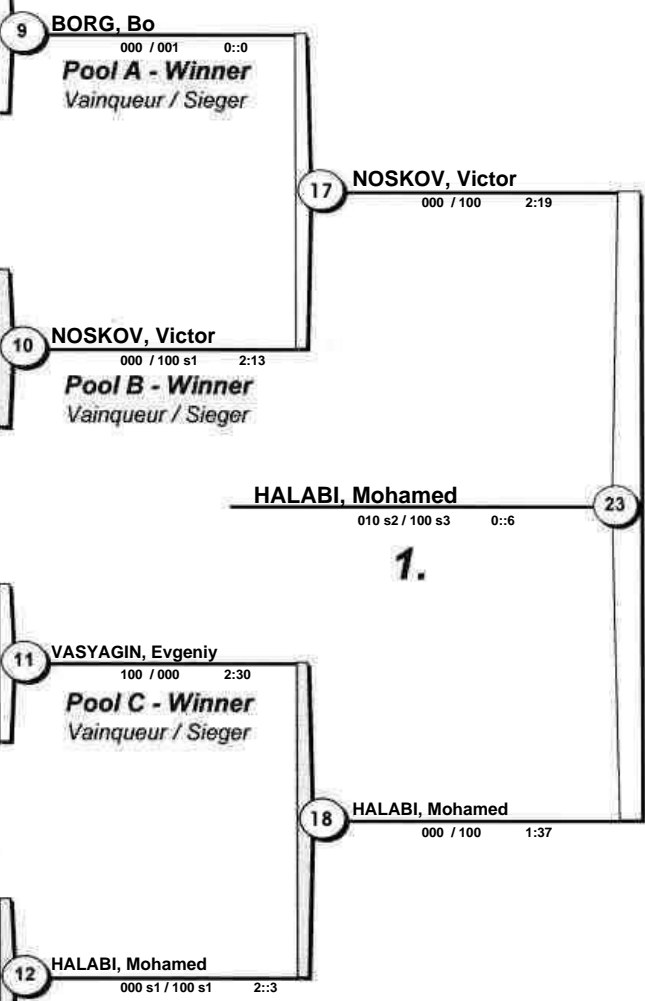 9 BORG, Bo
000 / 001 0::0
Pool A - Winner
Vainqueur / Sieger
17 NOSKOV, Victor
000 / 100 2:19
10 NOSKOV, Victor
000 / 100 s1 2:13
Pool B - Winner
Vainqueur / Sieger
HALABI, Mohamed 23
010 s2 / 100 s3 0::6
1.
11 VASYAGIN, Evgeniy
100 / 000 2:30
Pool C - Winner
Vainqueur / Sieger
18 HALABI, Mohamed
000 / 100 1:37
12 HALABI, Mohamed
000 s1 / 100 s1 2::3